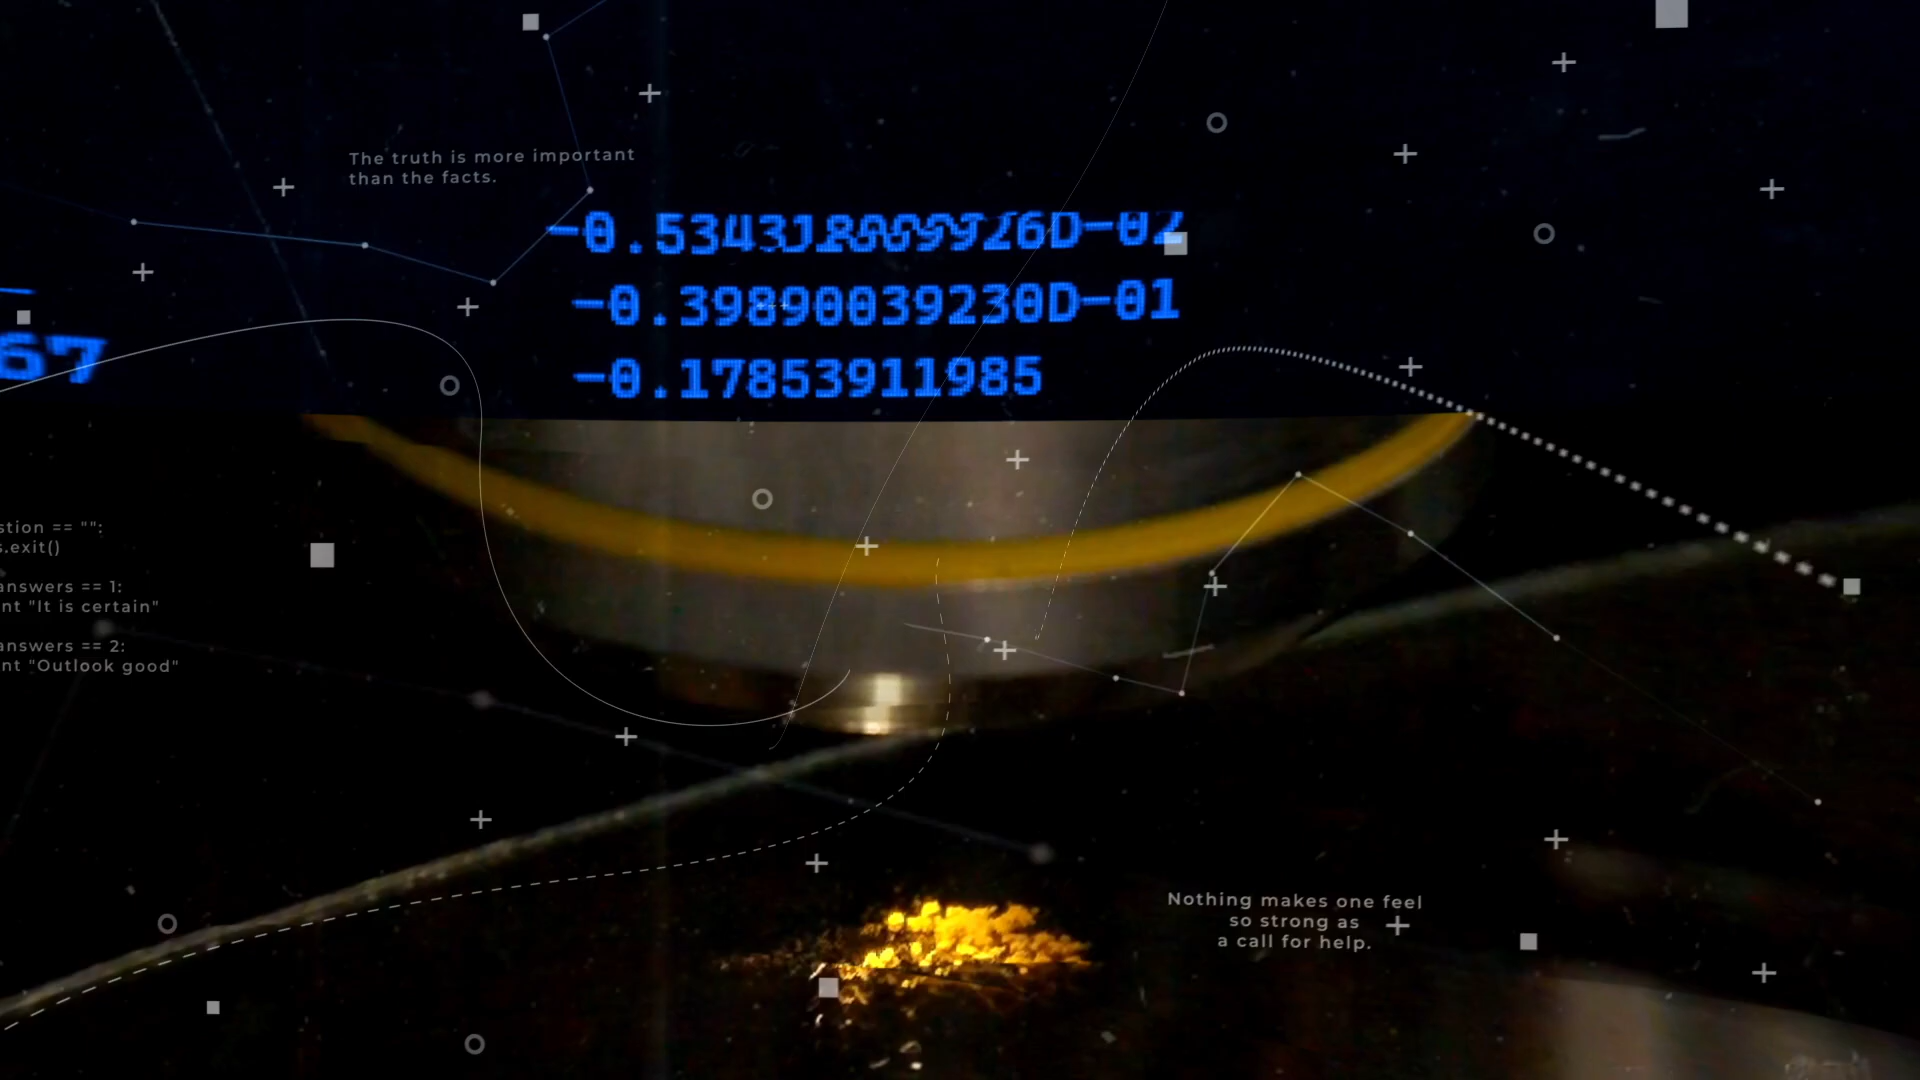 The truth is more important
than the facts.
-0.39890039230D-01
-0.17853911985
67
stion == "":
s.exit()
answers == 1:
nt "It is certain"
answers == 2:
nt "Outlook good"
Nothing makes one feel
so strong as
a call for help.